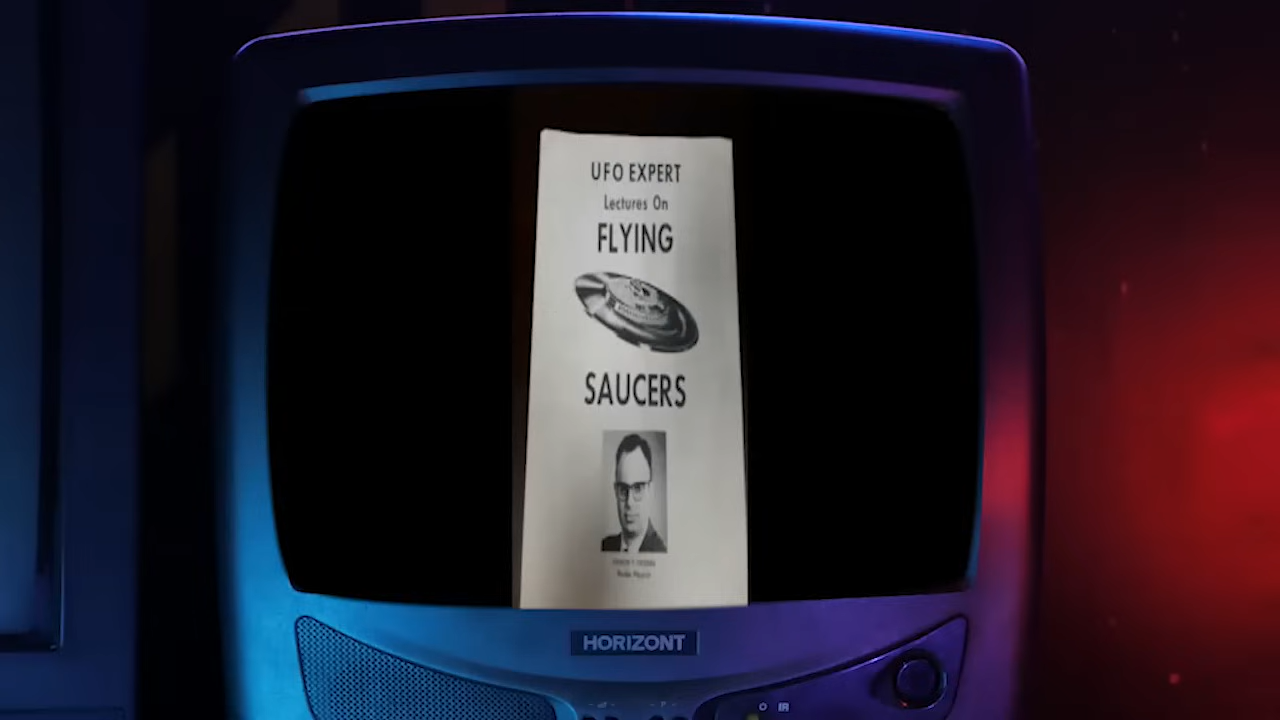 UFO EXPERT
Lectures On
FLYING
SAUCERS
HORIZONT